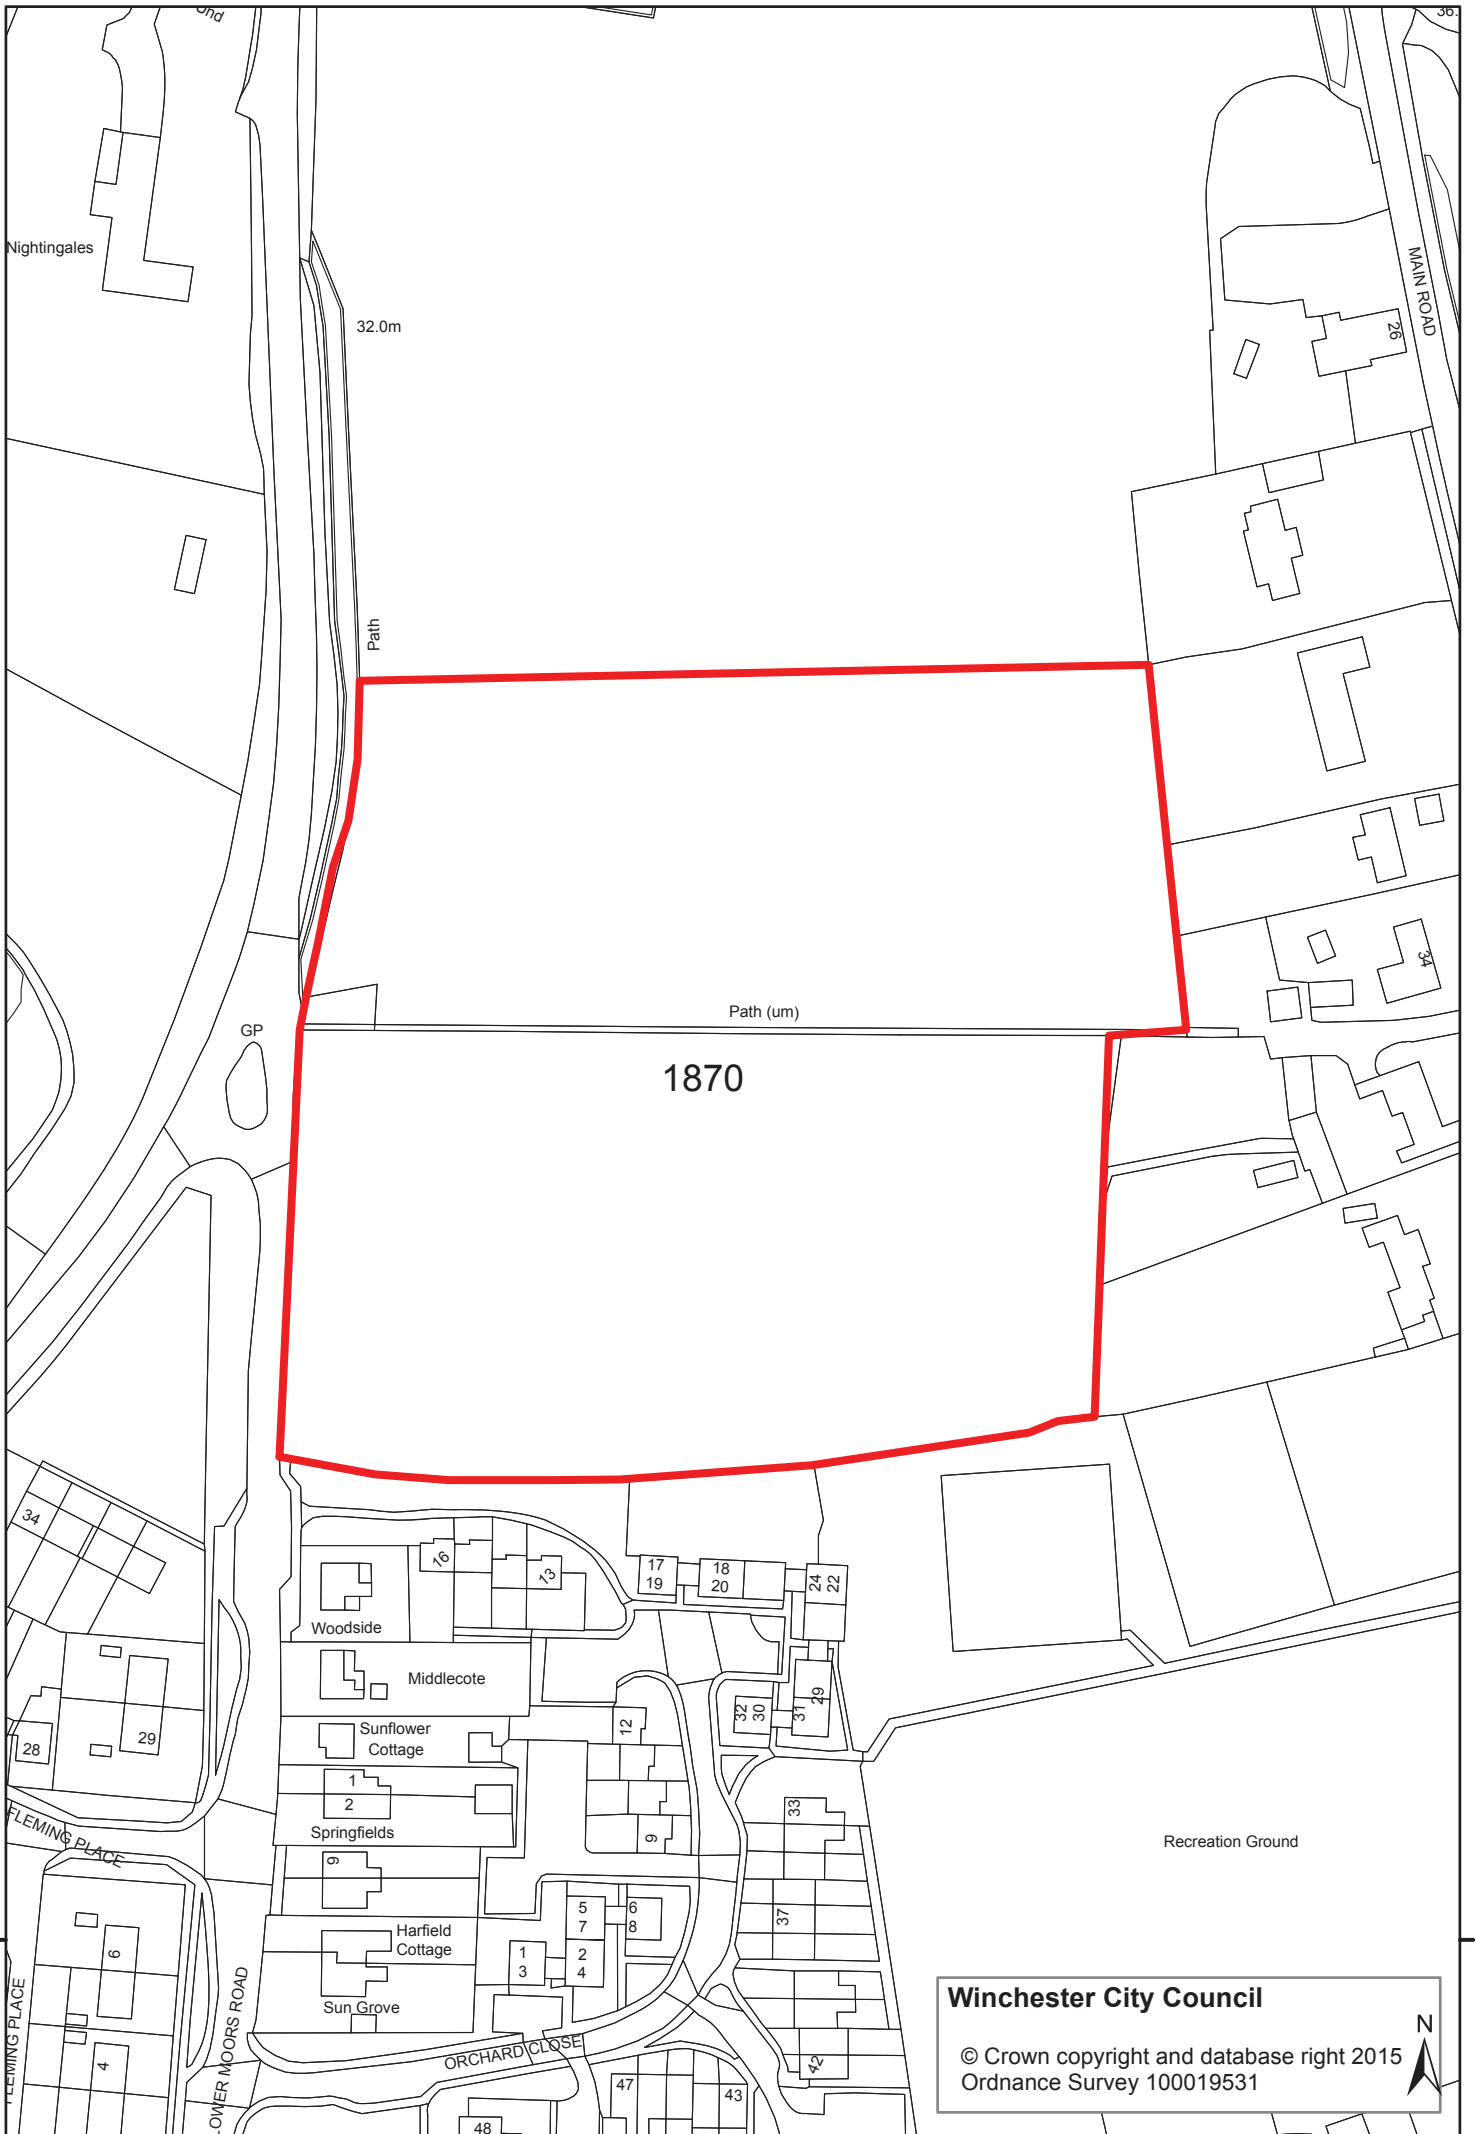 36.
Und
Nightingales
MAIN ROAD
32.0m
26
Path
34
Path (um)
GP
1870
34
16
13
17
19
18
20
24
22
Woodside
Middlecote
29
28
Sunflower
Cottage
12
32
30
31
29
1
2
Springfields
FLEMING PLACE
9
9
33
Recreation Ground
5
7
6
8
37
Harfield
Cottage
1
3
2
4
6
Sun Grove
FLEMING PLACE
LOWER MOORS ROAD
ORCHARD CLOSE
4
42
47
43
48
Winchester City Council
N
© Crown copyright and database right 2015
Ordnance Survey 100019531